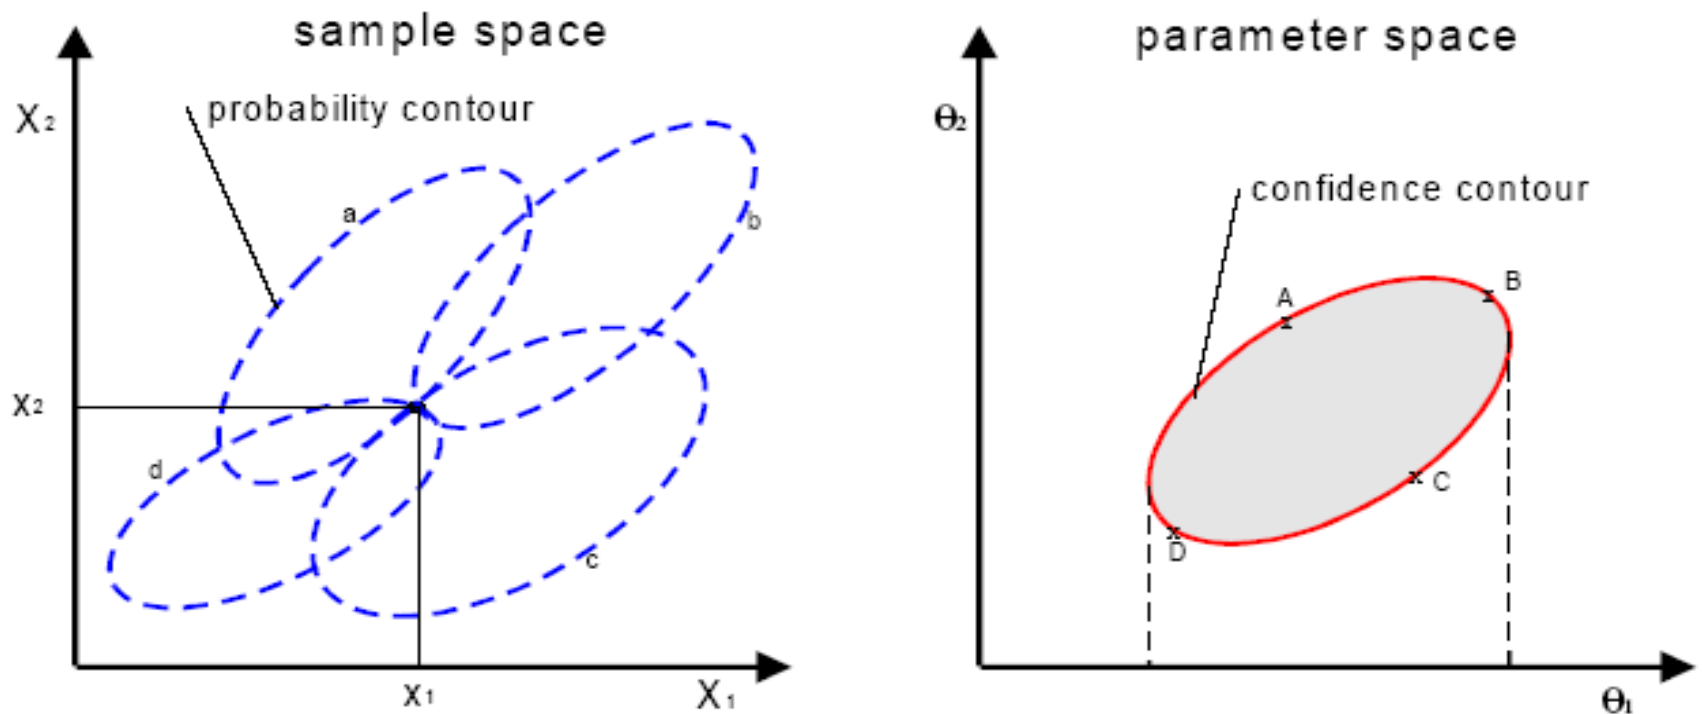 sample space
X₂
probability contour
a
b
X₂
d
c
x₁
X₁
parameter space
Θ₂
confidence contour
A
B
C
D
Θ₁